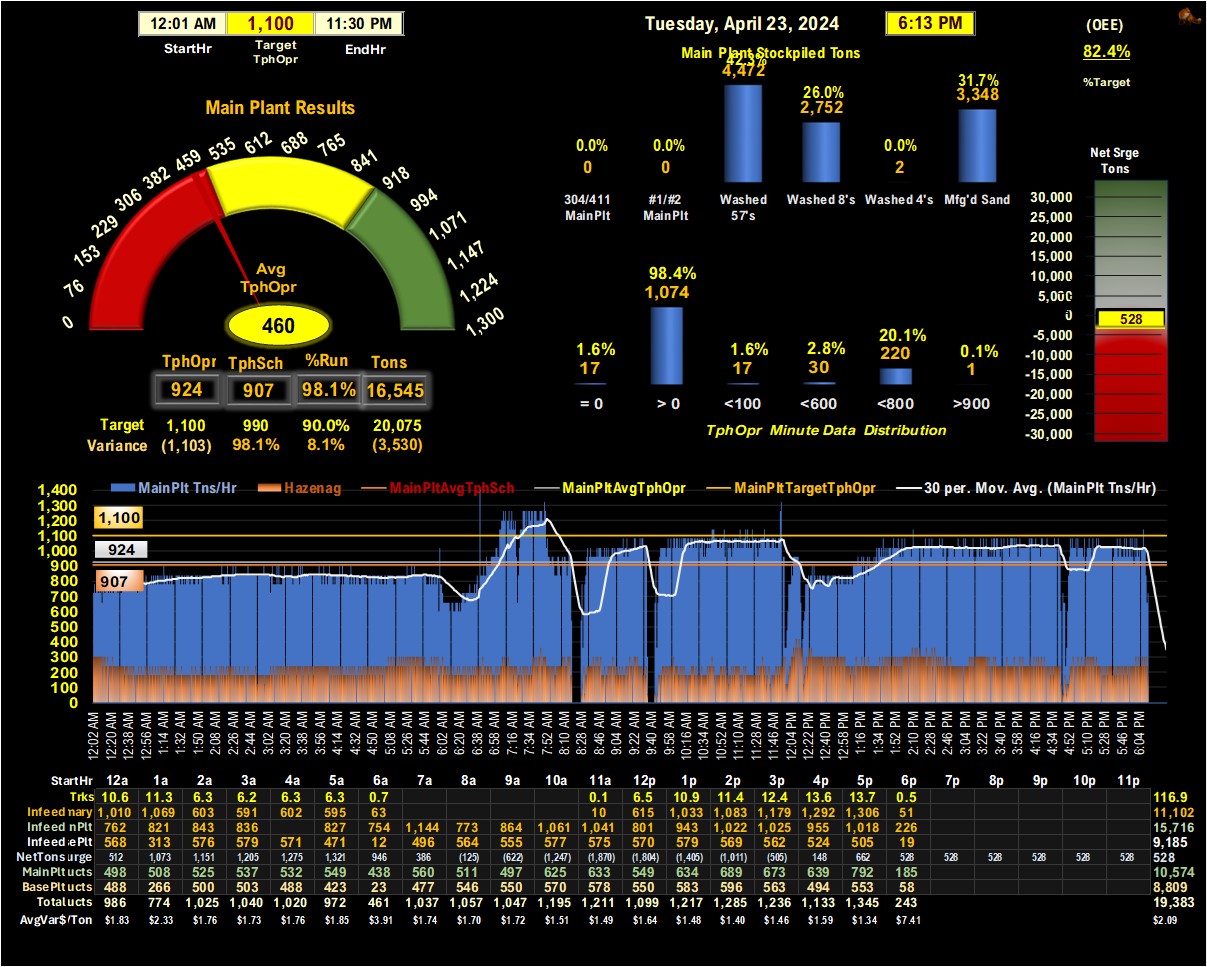 12:01 AM 1,100 11:30 PM
StartHr Target TphOpr EndHr
Tuesday, April 23, 2024 6:13 PM
(OEE)
82.4%
%Target
Main Plant Stockpiled Tons
42.3% 26.0% 31.7%
4,472 2,752 3,348
0.0% 0.0% 0.0%
0 0 2
304/411 MainPlt #1/#2 MainPlt Washed 57's Washed 8's Washed 4's Mfg'd Sand
Main Plant Results
0 76 153 229 306 382 459 535 612 688 765 841 918 994 1,071 1,147 1,224 1,300
Avg
TphOpr
460
TphOpr TphSch %Run Tons
924 907 98.1% 16,545
Target 1,100 990 90.0% 20,075
Variance (1,103) 98.1% 8.1% (3,530)
1.6% 98.4% 1.6% 2.8% 20.1% 0.1%
17 1,074 17 30 220 1
= 0 > 0 <100 <600 <800 >900
TphOpr Minute Data Distribution
Net Srge
Tons
30,000
25,000
20,000
15,000
10,000
5,000
0
528
-5,000
-10,000
-15,000
-20,000
-25,000
-30,000
MainPlt Tns/Hr Hazenag MainPltAvgTphSch MainPltAvgTphOpr MainPltTargetTphOpr 30 per. Mov. Avg. (MainPlt Tns/Hr)
1,400
1,300
1,200
1,100
1,000
900
800
700
600
500
400
300
200
100
0
1,100
924
907
12:02 AM 12:20 AM 12:38 AM 12:56 AM 1:14 AM 1:32 AM 1:50 AM 2:08 AM 2:26 AM 2:44 AM 3:02 AM 3:20 AM 3:38 AM 3:56 AM 4:14 AM 4:32 AM 4:50 AM 5:08 AM 5:26 AM 5:44 AM 6:02 AM 6:20 AM 6:38 AM 6:58 AM 7:16 AM 7:34 AM 7:52 AM 8:10 AM 8:28 AM 8:46 AM 9:04 AM 9:22 AM 9:40 AM 9:58 AM 10:16 AM 10:34 AM 10:52 AM 11:10 AM 11:28 AM 11:46 AM 12:04 PM 12:22 PM 12:40 PM 12:58 PM 1:16 PM 1:34 PM 1:52 PM 2:10 PM 2:28 PM 2:46 PM 3:04 PM 3:22 PM 3:40 PM 3:58 PM 4:16 PM 4:34 PM 4:52 PM 5:10 PM 5:28 PM 5:46 PM 6:04 PM
StartHr 12a 1a 2a 3a 4a 5a 6a 7a 8a 9a 10a 11a 12p 1p 2p 3p 4p 5p 6p 7p 8p 9p 10p 11p
Trks 10.6 11.3 6.3 6.2 6.3 6.3 0.7 0.1 6.5 10.9 11.4 12.4 13.6 13.7 0.5 116.9
Infeed mary 1,010 1,069 603 591 602 595 63 10 615 1,033 1,083 1,179 1,292 1,306 51 11,102
Infeed nPlt 762 821 843 836 827 754 1,144 773 864 1,061 1,041 801 943 1,022 1,025 955 1,018 226 15,716
Infeed ePlt 568 313 576 579 571 471 12 496 564 555 577 575 570 579 569 562 524 505 19 9,185
NetTons urge 512 1,073 1,151 1,205 1,275 1,321 946 386 (125) (622) (1,247) (1,870) (1,804) (1,405) (1,011) (505) 148 662 528 528 528 528 528 528 528
MainPlt ucts 498 508 525 537 532 549 438 560 511 497 625 633 549 634 689 673 639 792 185 10,574
BasePlt ucts 488 266 500 503 488 423 23 477 546 550 570 578 550 583 596 563 494 553 58 8,809
Total ucts 986 774 1,025 1,040 1,020 972 461 1,037 1,057 1,047 1,195 1,211 1,099 1,217 1,285 1,236 1,133 1,345 243 19,383
AvgVar$/Ton $1.83 $2.33 $1.76 $1.73 $1.76 $1.85 $3.91 $1.74 $1.70 $1.72 $1.51 $1.49 $1.64 $1.48 $1.40 $1.46 $1.59 $1.34 $7.41 $2.09